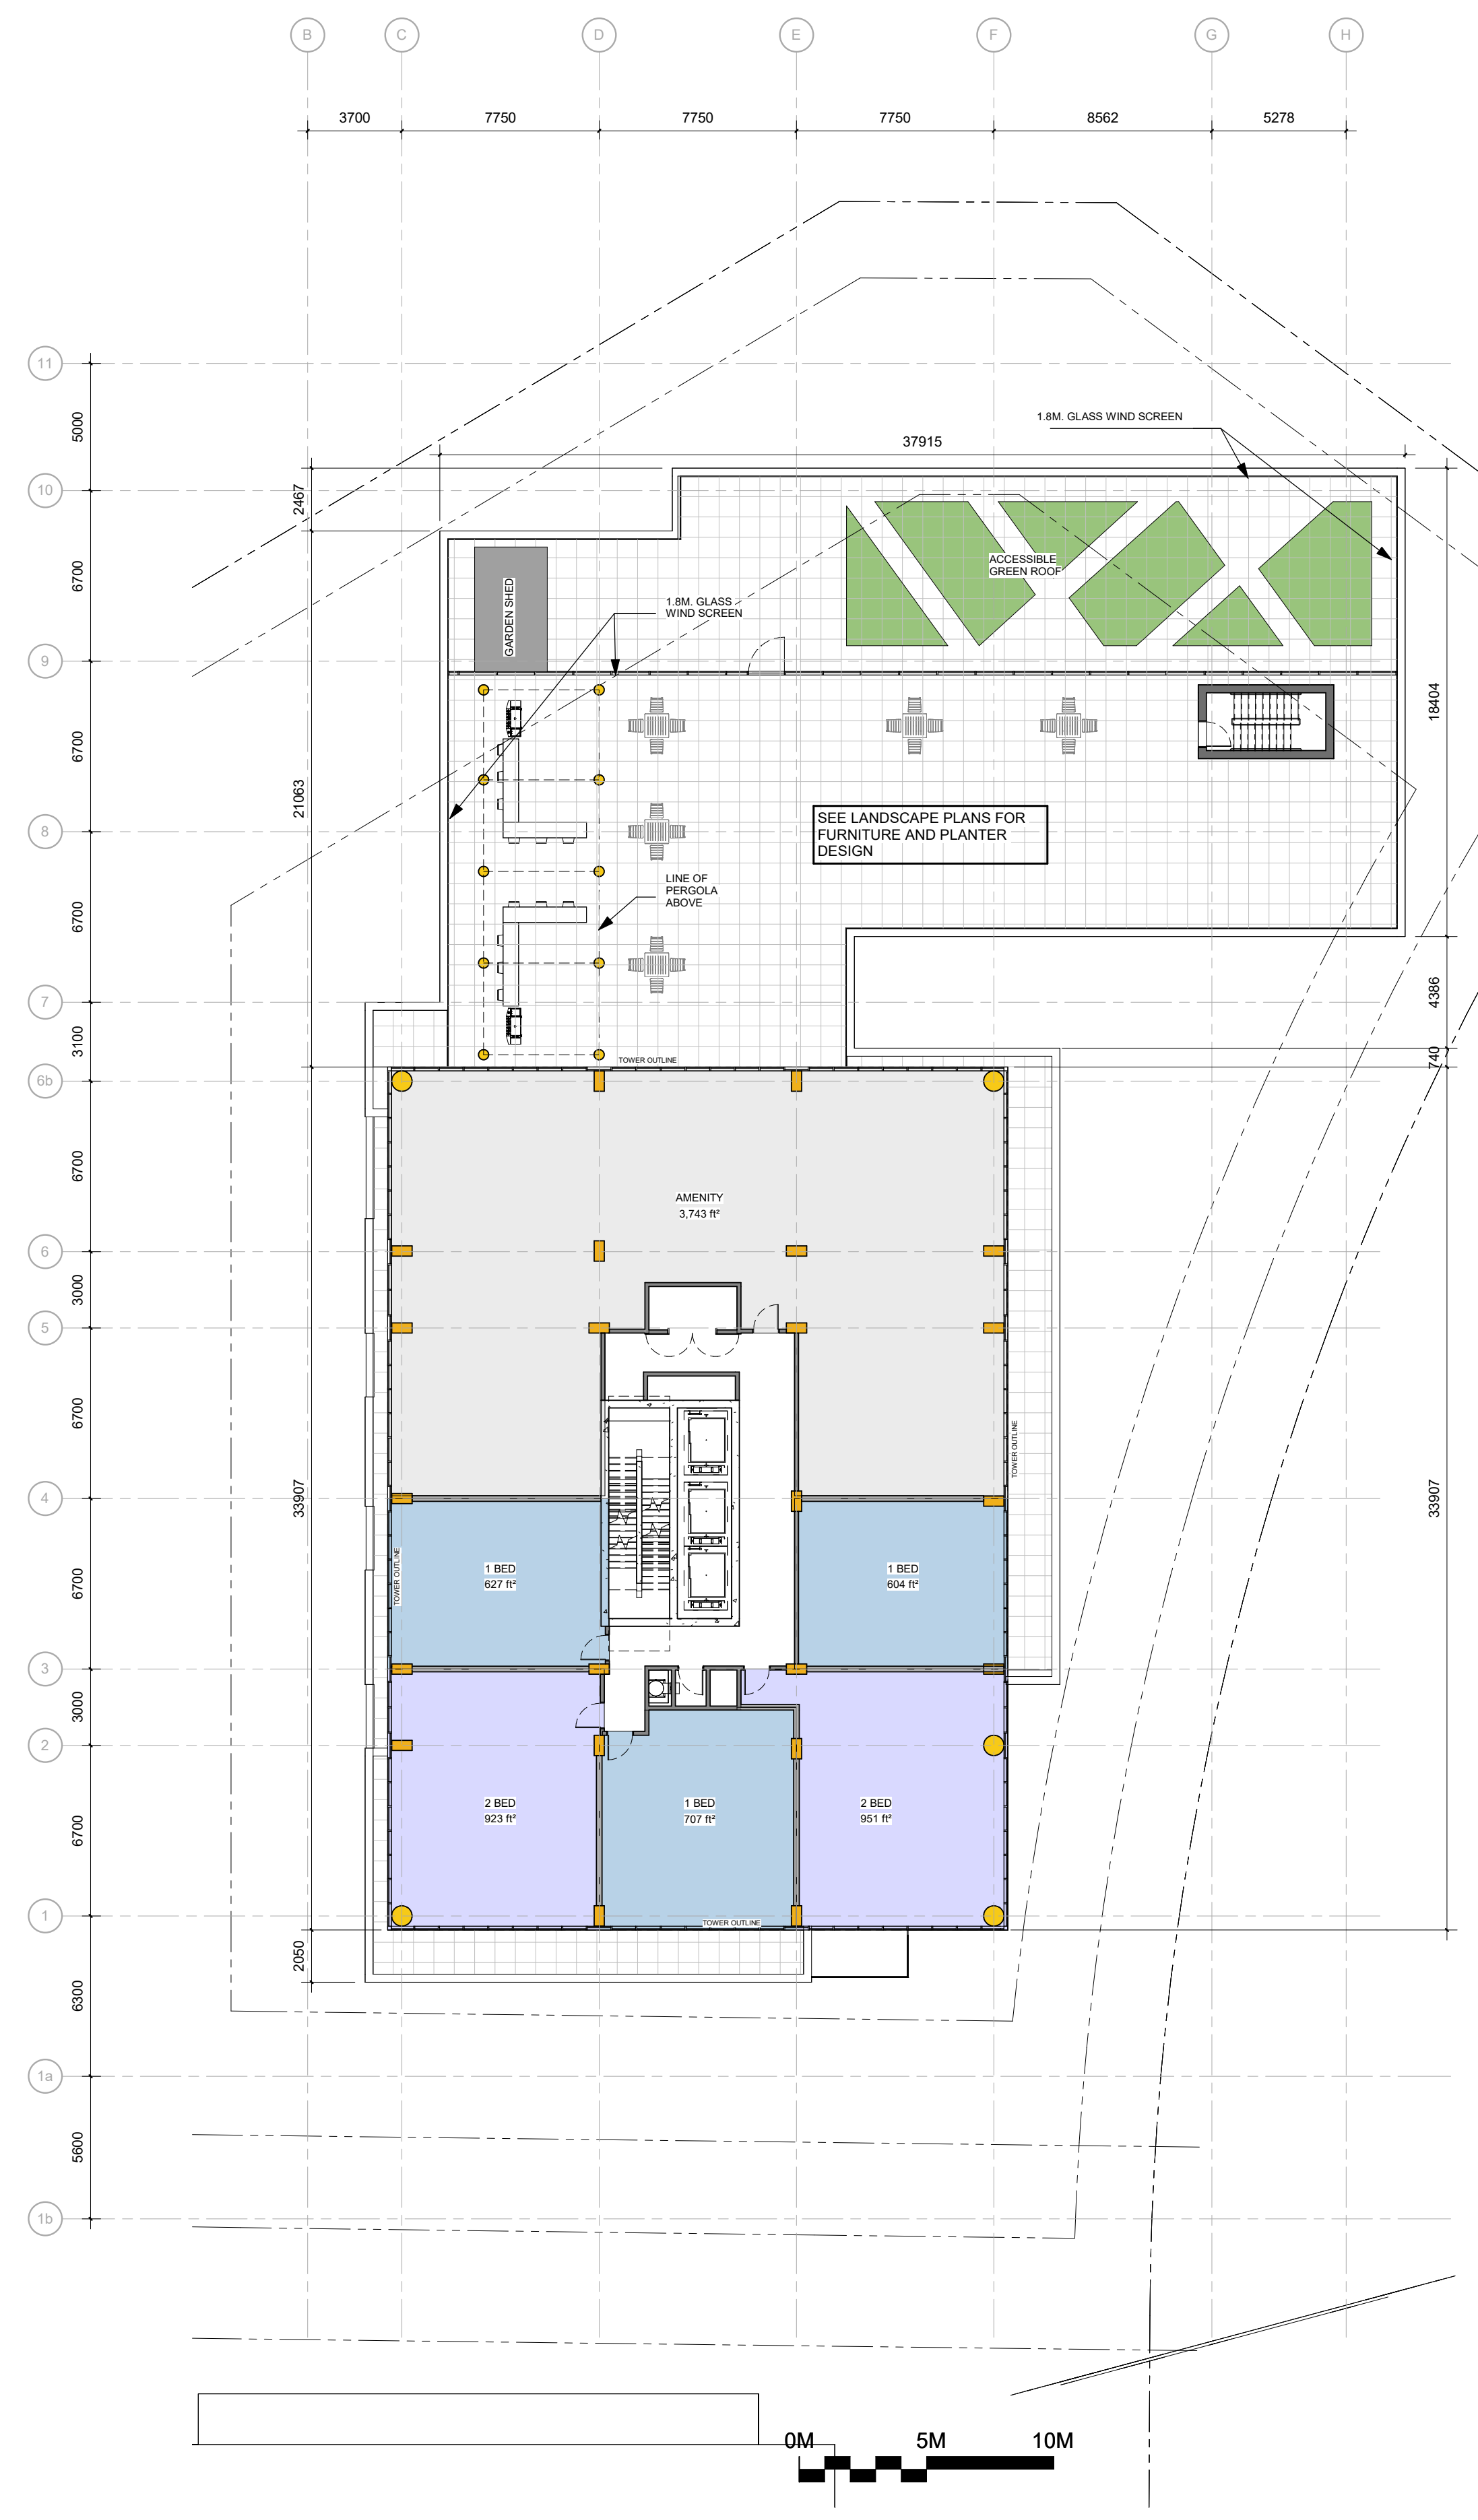 B
C
D
E
F
G
H
3700
7750
7750
7750
8562
5278
11
5000
1.8M. GLASS WIND SCREEN
37915
10
2467
6700
ACCESSIBLE
GREEN ROOF
GARDEN SHED
1.8M. GLASS
WIND SCREEN
9
18404
6700
21063
SEE LANDSCAPE PLANS FOR
FURNITURE AND PLANTER
DESIGN
8
LINE OF
PERGOLA
ABOVE
6700
7
4386
3100
TOWER OUTLINE
740
6b
6700
AMENITY
3,743 ft²
6
3000
5
6700
TOWER OUTLINE
4
33907
33907
6700
TOWER OUTLINE
1 BED
627 ft²
1 BED
604 ft²
3
3000
2
2 BED
923 ft²
1 BED
707 ft²
2 BED
951 ft²
6700
1
TOWER OUTLINE
2050
6300
1a
5600
1b
0M
5M
10M